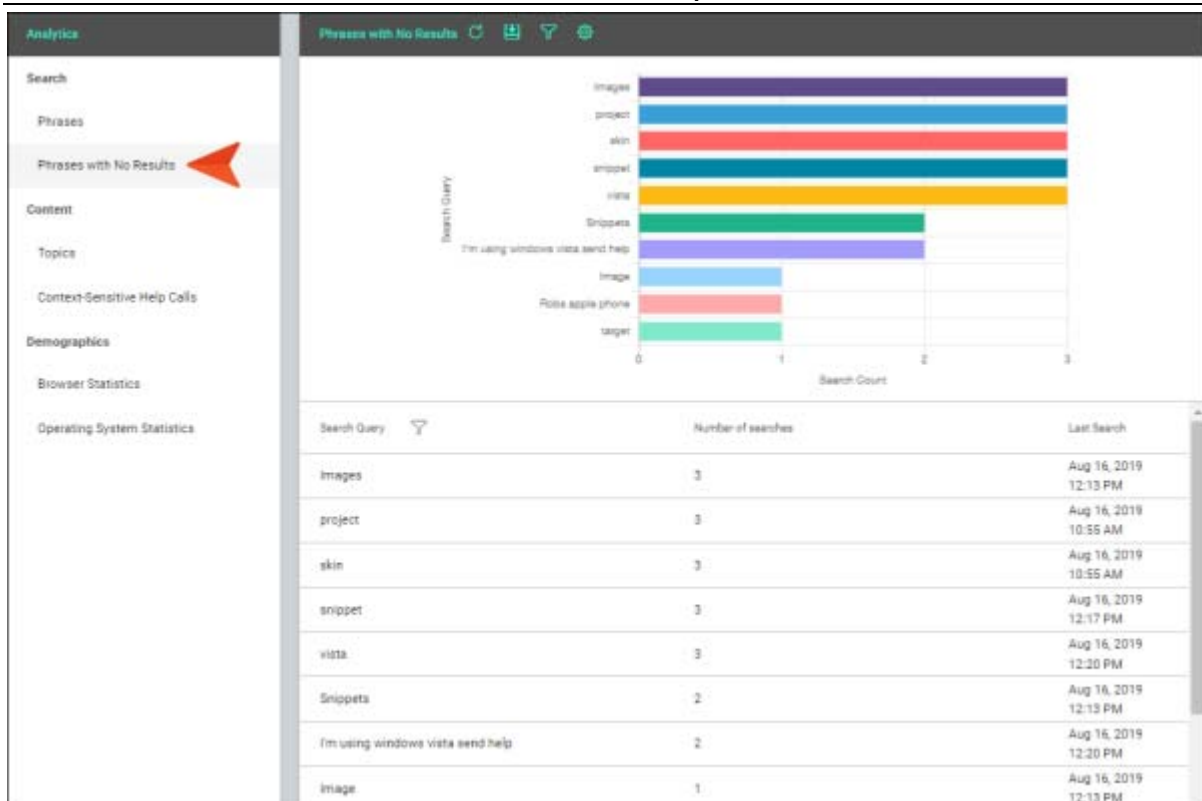 Analytics
Search
Phrases
Phrases with No Results
Content
Topics
Context-Sensitive Help Calls
Demographics
Browser Statistics
Operating System Statistics
Phrases with No Results
Search Query
Images
project
skin
snippet
vista
Snippets
I'm using windows vista send help
Image
Robs apple phone
target
0 1 2 3
Search Count
Search Query Number of searches Last Search
Images 3 Aug 16, 2019
12:13 PM
project 3 Aug 16, 2019
10:55 AM
skin 3 Aug 16, 2019
10:55 AM
snippet 3 Aug 16, 2019
12:17 PM
vista 3 Aug 16, 2019
12:20 PM
Snippets 2 Aug 16, 2019
12:13 PM
I'm using windows vista send help 2 Aug 16, 2019
12:20 PM
Image 1 Aug 16, 2019
12:13 PM